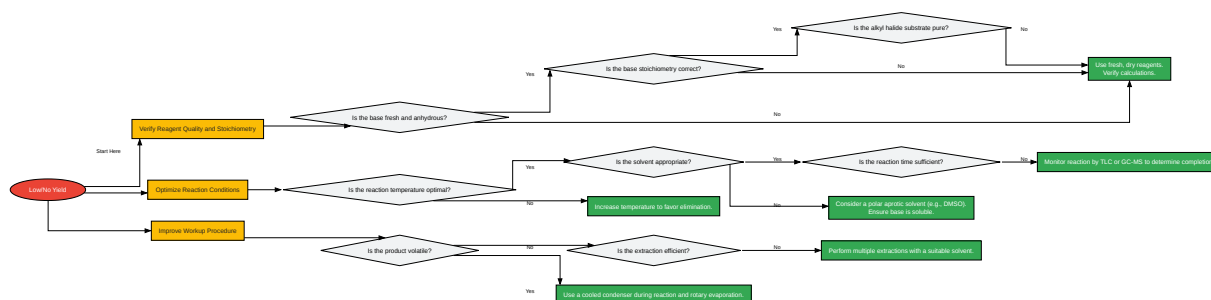 Is the alkyl halide substrate pure?
Yes
No
Is the base stoichiometry correct?
Yes
No
Use fresh, dry reagents.
Verify calculations.
Is the base fresh and anhydrous?
No
Verify Reagent Quality and Stoichiometry
Start Here
Low/No Yield
Optimize Reaction Conditions
Is the reaction temperature optimal?
Yes
No
Is the solvent appropriate?
Yes
No
Is the reaction time sufficient?
No
Monitor reaction by TLC or GC-MS to determine completion
Increase temperature to favor elimination.
Consider a polar aprotic solvent (e.g., DMSO).
Ensure base is soluble.
Improve Workup Procedure
Is the product volatile?
No
Is the extraction efficient?
No
Perform multiple extractions with a suitable solvent.
Yes
Use a cooled condenser during reaction and rotary evaporation.